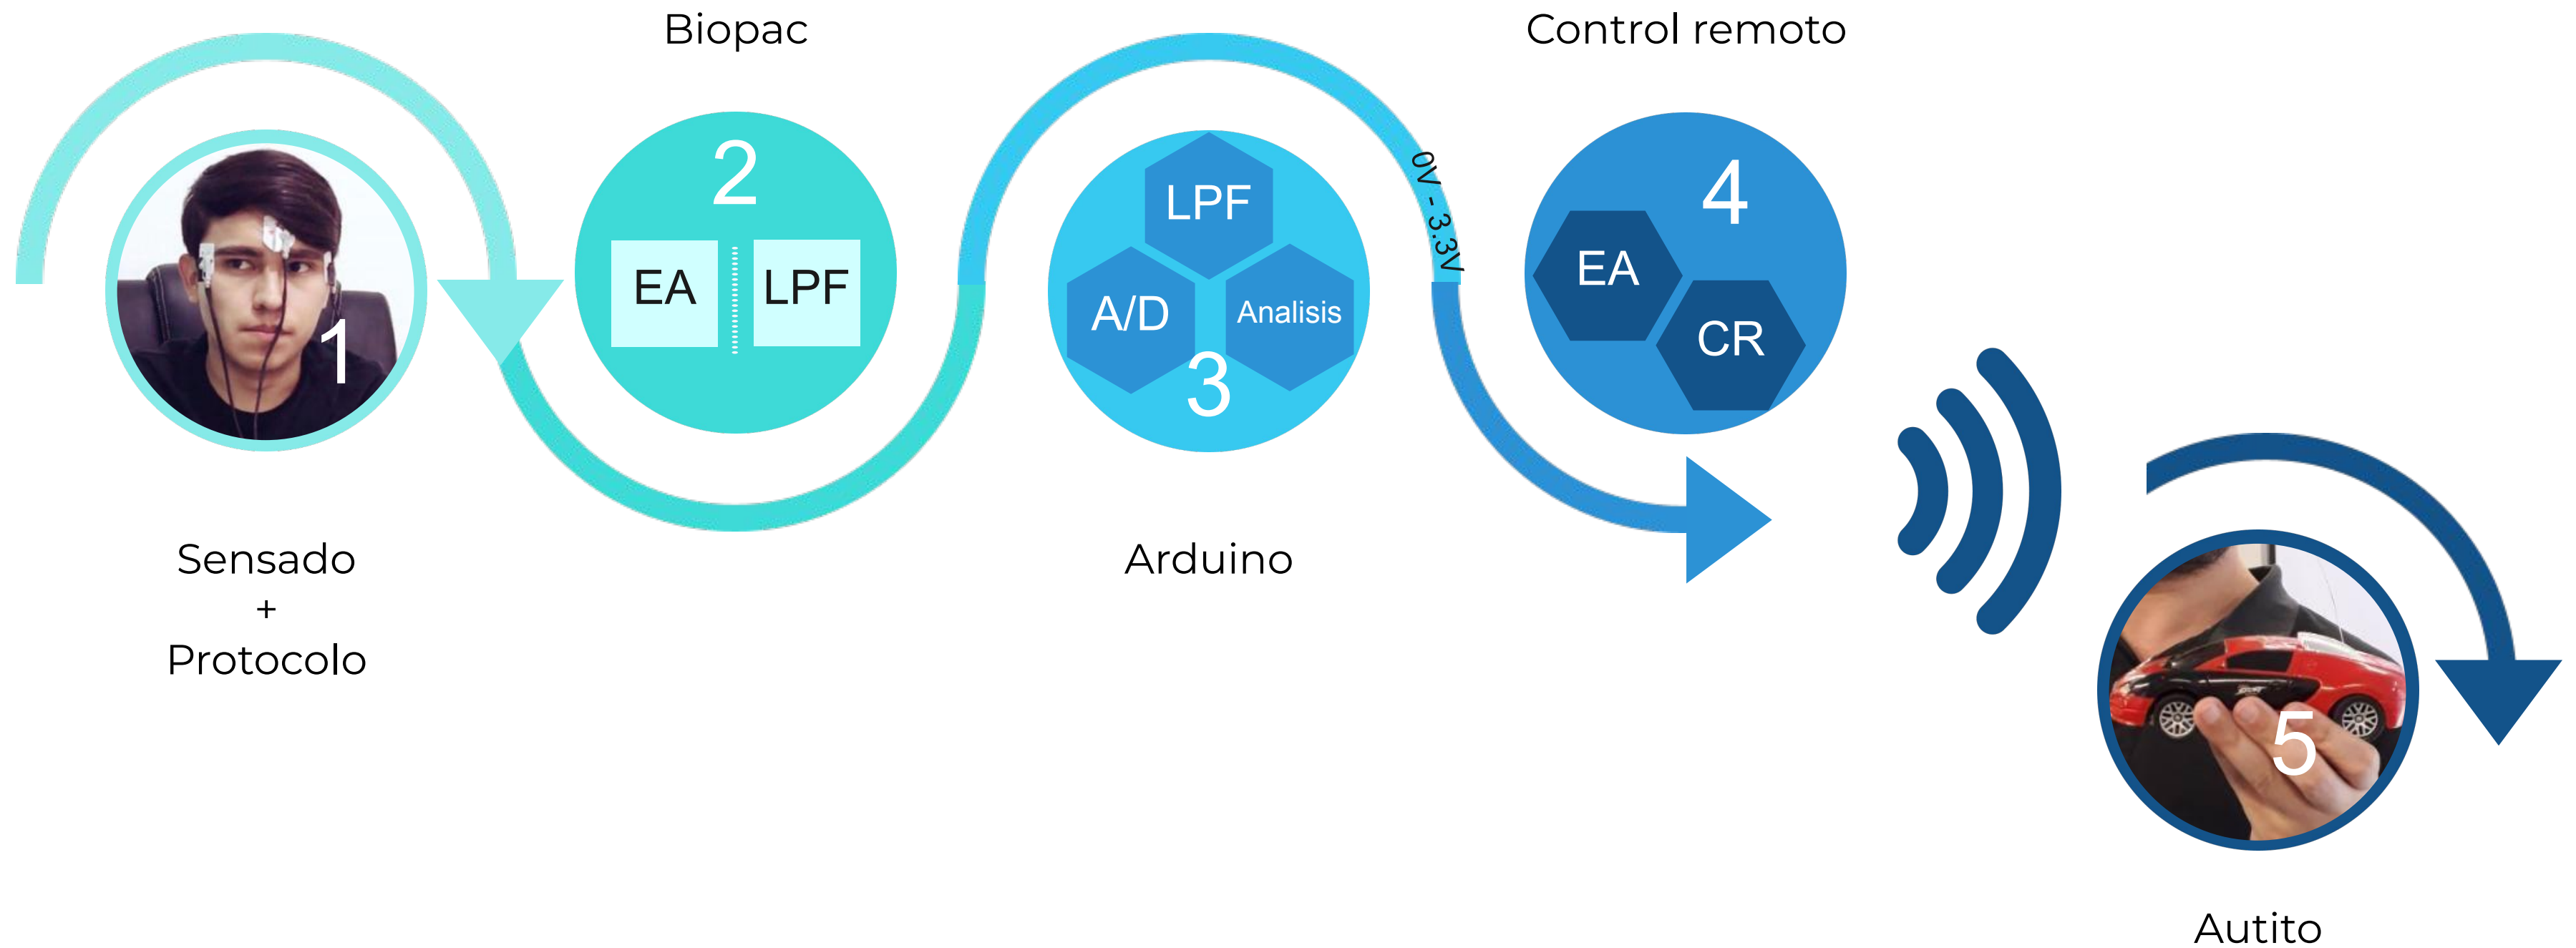 Biopac
Control remoto
2
EA
LPF
LPF
A/D
Analisis
3
0V - 3.3V
4
EA
CR
1
Sensado
+
Protocolo
Arduino
5
Autito